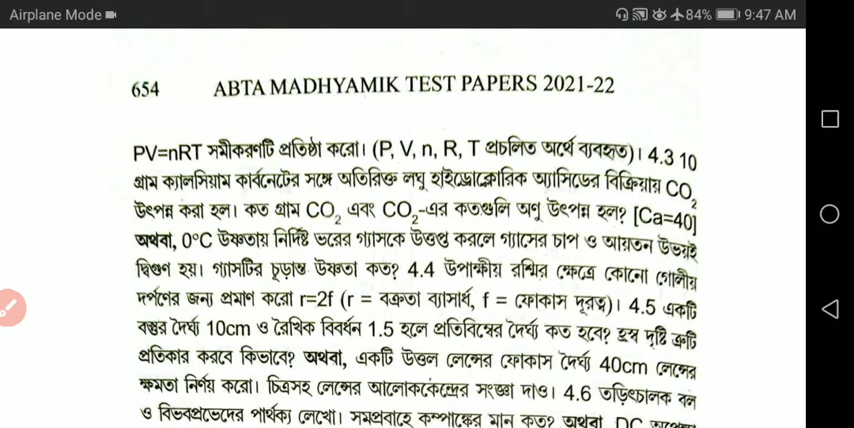 Airplane Mode 84% 9:47 AM
654 ABTA MADHYAMIK TEST PAPERS 2021-22
PV=nRT সমীকরণটি প্রতিষ্ঠা করো। (P, V, n, R, T প্রচলিত অর্থে ব্যবহৃত)। 4.3 10
গ্রাম ক্যালসিয়াম কার্বনেটের সঙ্গে অতিরিক্ত লঘু হাইড্রোক্লোরিক অ্যাসিডের বিক্রিয়ায় CO₂
উৎপন্ন করা হল। কত গ্রাম CO₂ এবং CO₂-এর কতগুলি অণু উৎপন্ন হল? [Ca=40]
অথবা, 0°C উষ্ণতায় নির্দিষ্ট ভরের গ্যাসকে উত্তপ্ত করলে গ্যাসের চাপ ও আয়তন উভয়ই
দ্বিগুণ হয়। গ্যাসটির চূড়ান্ত উষ্ণতা কত? 4.4 উপাক্ষীয় রশ্মির ক্ষেত্রে কোনো গোলীয়
দর্পণের জন্য প্রমাণ করো r=2f (r = বক্রতা ব্যাসার্ধ, f = ফোকাস দূরত্ব)। 4.5 একটি
বস্তুর দৈর্ঘ্য 10cm ও রৈখিক বিবর্ধন 1.5 হলে প্রতিবিম্বের দৈর্ঘ্য কত হবে? হ্রস্ব দৃষ্টি ত্রুটি
প্রতিকার করবে কিভাবে? অথবা, একটি উত্তল লেন্সের ফোকাস দৈর্ঘ্য 40cm লেন্সের
ক্ষমতা নির্ণয় করো। চিত্রসহ লেন্সের আলোককেন্দ্রের সংজ্ঞা দাও। 4.6 তড়িৎচালক বল
ও বিভবপ্রভেদের পার্থক্য লেখো। সমপ্রবাহে কম্পাঙ্কের মান কত? অথবা, DC